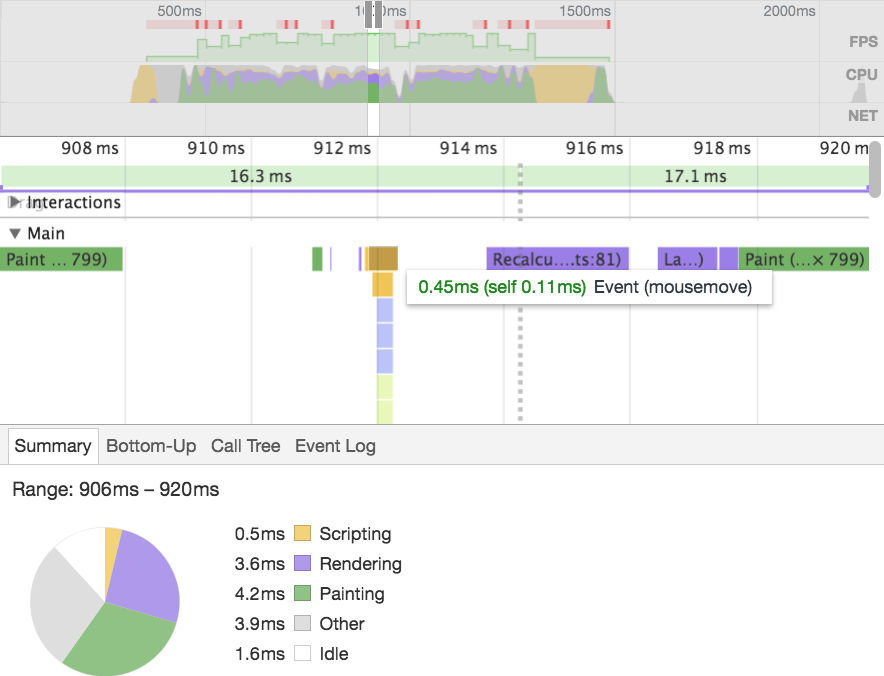 500ms 1000ms 1500ms 2000ms
FPS
CPU
NET
908 ms 910 ms 912 ms 914 ms 916 ms 918 ms 920 m
16.3 ms 17.1 ms
Interactions
Main
Paint ... 799) Recalcu....ts:81) La...) Paint (...× 799)
0.45ms (self 0.11ms) Event (mousemove)
Summary Bottom-Up Call Tree Event Log
Range: 906ms – 920ms
0.5ms Scripting
3.6ms Rendering
4.2ms Painting
3.9ms Other
1.6ms Idle